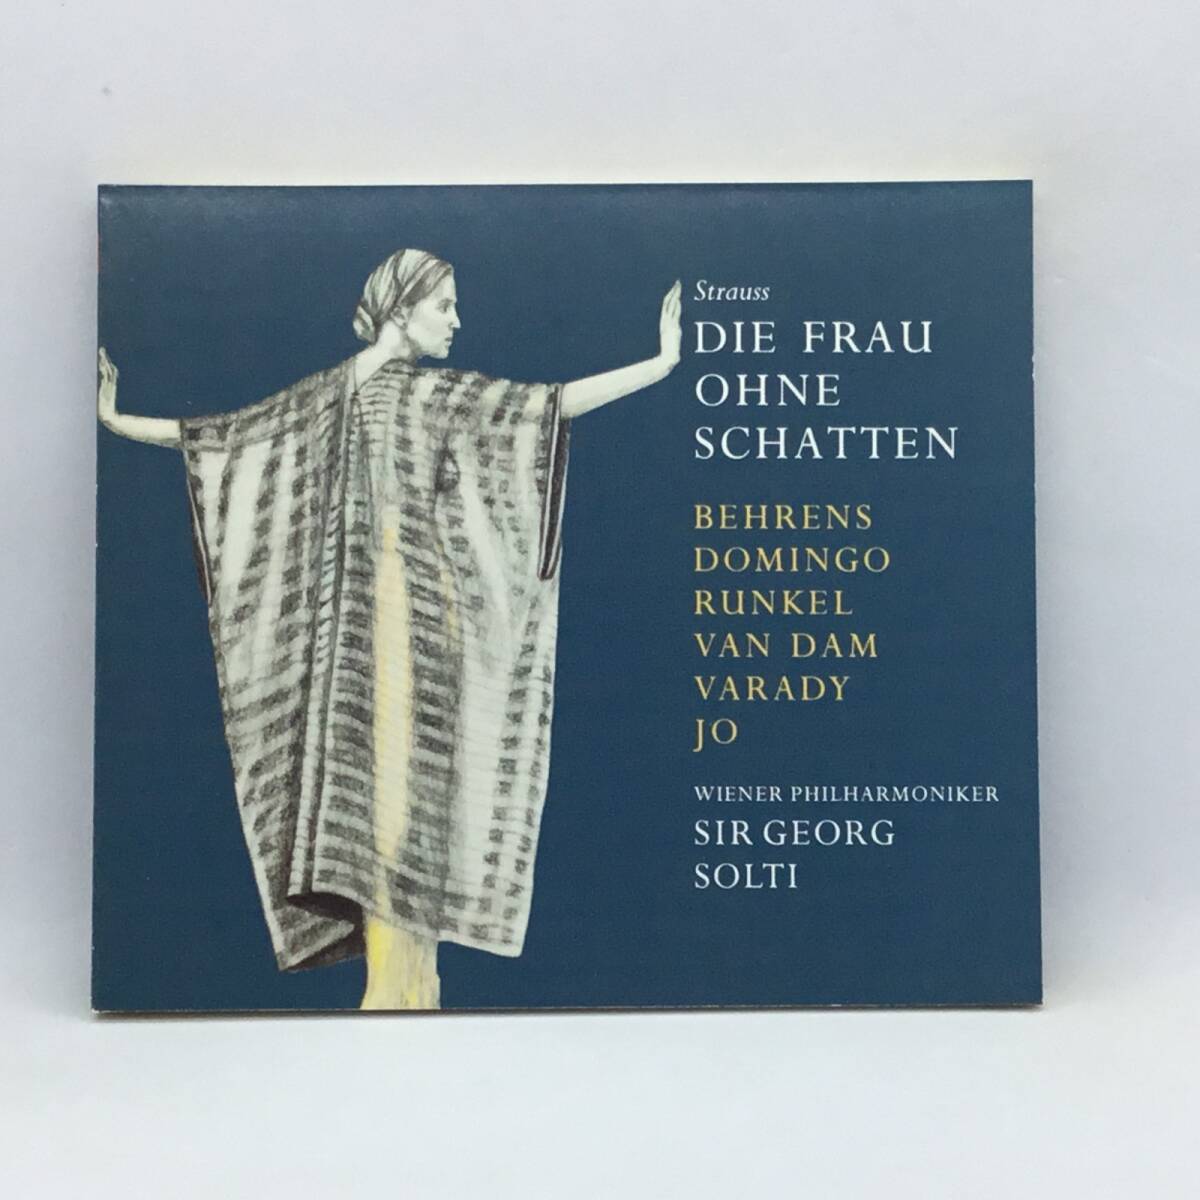 Strauss
DIE FRAU
OHNE
SCHATTEN
BEHRENS
DOMINGO
RUNKEL
VAN DAM
VARADY
JO
WIENER PHILHARMONIKER
SIR GEORG
SOLTI